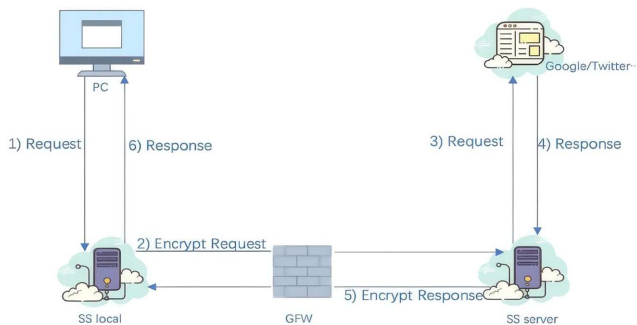 PC
Google/Twitter··
1) Request
6) Response
3) Request
4) Response
2) Encrypt Request
5) Encrypt Response
SS local
GFW
SS server